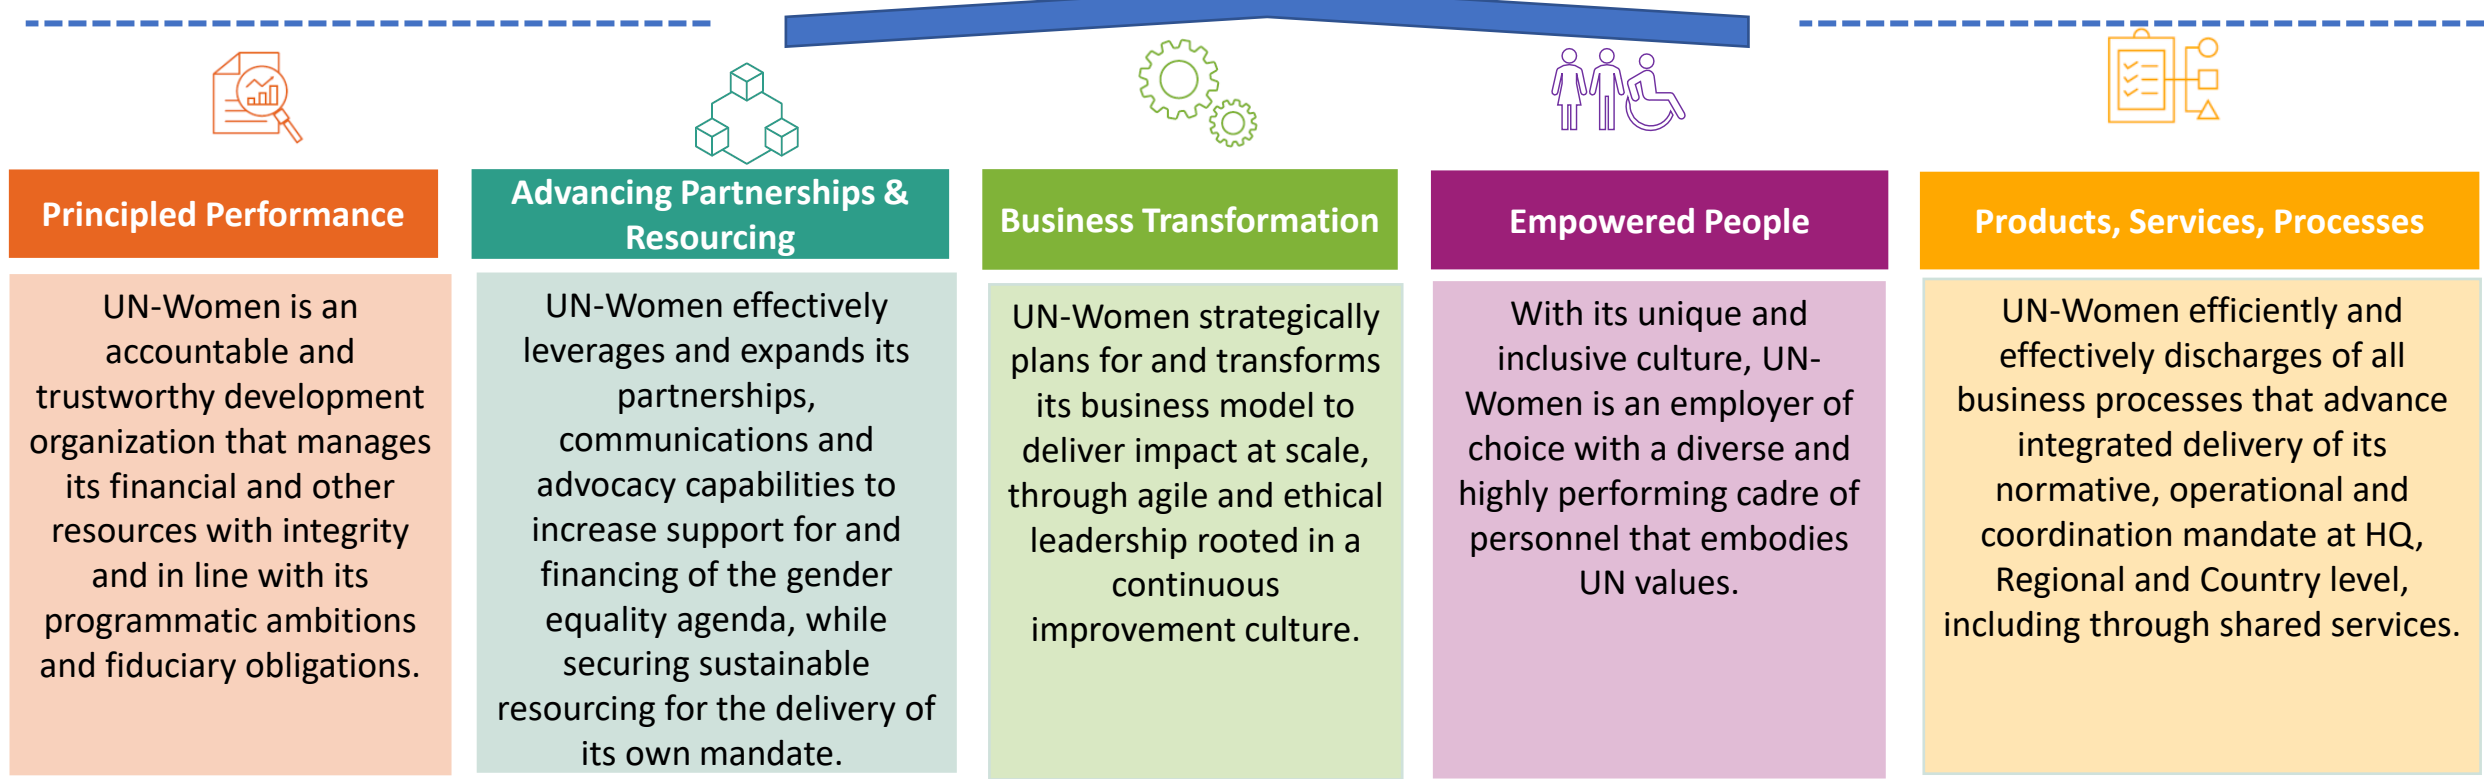 Principled Performance
UN-Women is an
accountable and
trustworthy development
organization that manages
its financial and other
resources with integrity
and in line with its
programmatic ambitions
and fiduciary obligations.
Advancing Partnerships &
Resourcing
UN-Women effectively
leverages and expands its
partnerships,
communications and
advocacy capabilities to
increase support for and
financing of the gender
equality agenda, while
securing sustainable
resourcing for the delivery of
its own mandate.
Business Transformation
UN-Women strategically
plans for and transforms
its business model to
deliver impact at scale,
through agile and ethical
leadership rooted in a
continuous
improvement culture.
Empowered People
With its unique and
inclusive culture, UN-
Women is an employer of
choice with a diverse and
highly performing cadre of
personnel that embodies
UN values.
Products, Services, Processes
UN-Women efficiently and
effectively discharges of all
business processes that advance
integrated delivery of its
normative, operational and
coordination mandate at HQ,
Regional and Country level,
including through shared services.